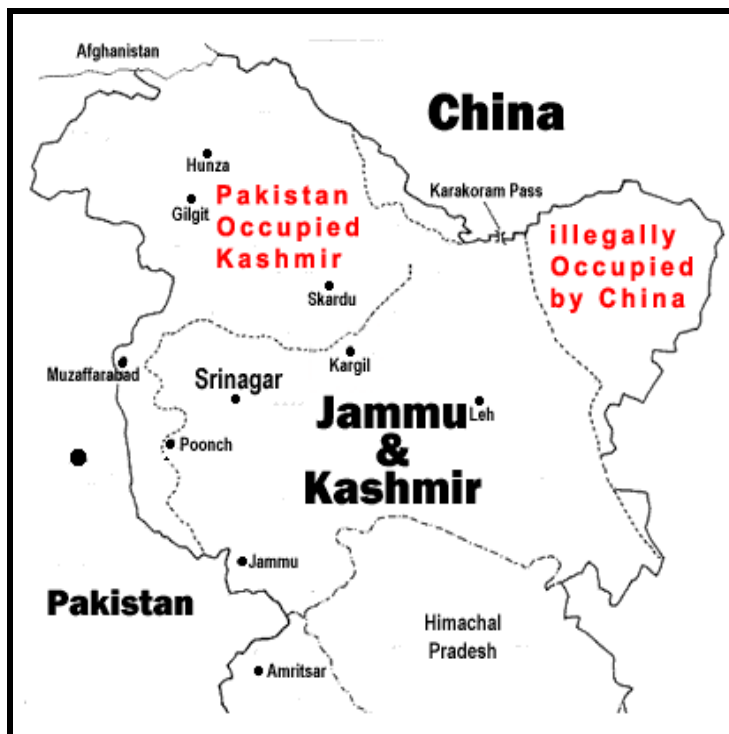 Afghanistan
China
Hunza
Karakoram Pass
Gilgit
Pakistan
Occupied
Kashmir
illegally
Occupied
by China
Skardu
Muzaffarabad
Kargil
Srinagar
Jammu
&
Kashmir
Leh
Poonch
Jammu
Pakistan
Himachal
Pradesh
Amritsar